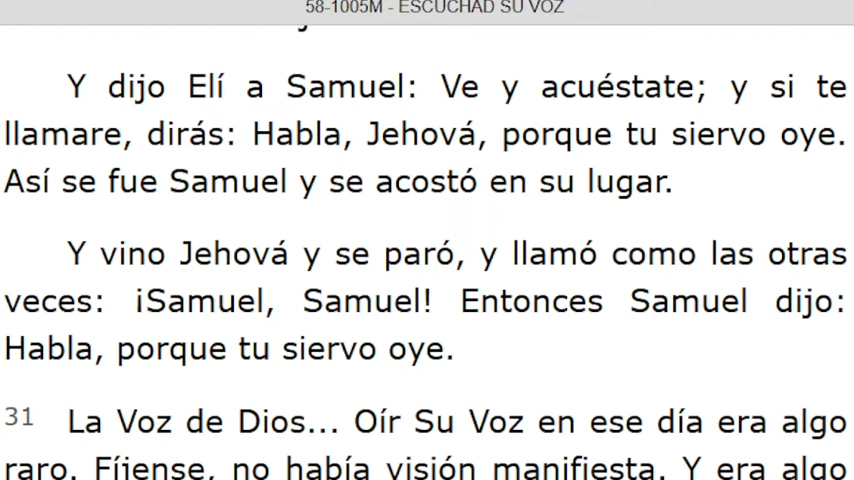 58-1005M - ESCUCHAD SU VOZ
Y dijo Elí a Samuel: Ve y acuéstate; y si te
llamare, dirás: Habla, Jehová, porque tu siervo oye.
Así se fue Samuel y se acostó en su lugar.
Y vino Jehová y se paró, y llamó como las otras
veces: ¡Samuel, Samuel! Entonces Samuel dijo:
Habla, porque tu siervo oye.
31 La Voz de Dios... Oír Su Voz en ese día era algo
raro. Fíjense, no había visión manifiesta. Y era algo